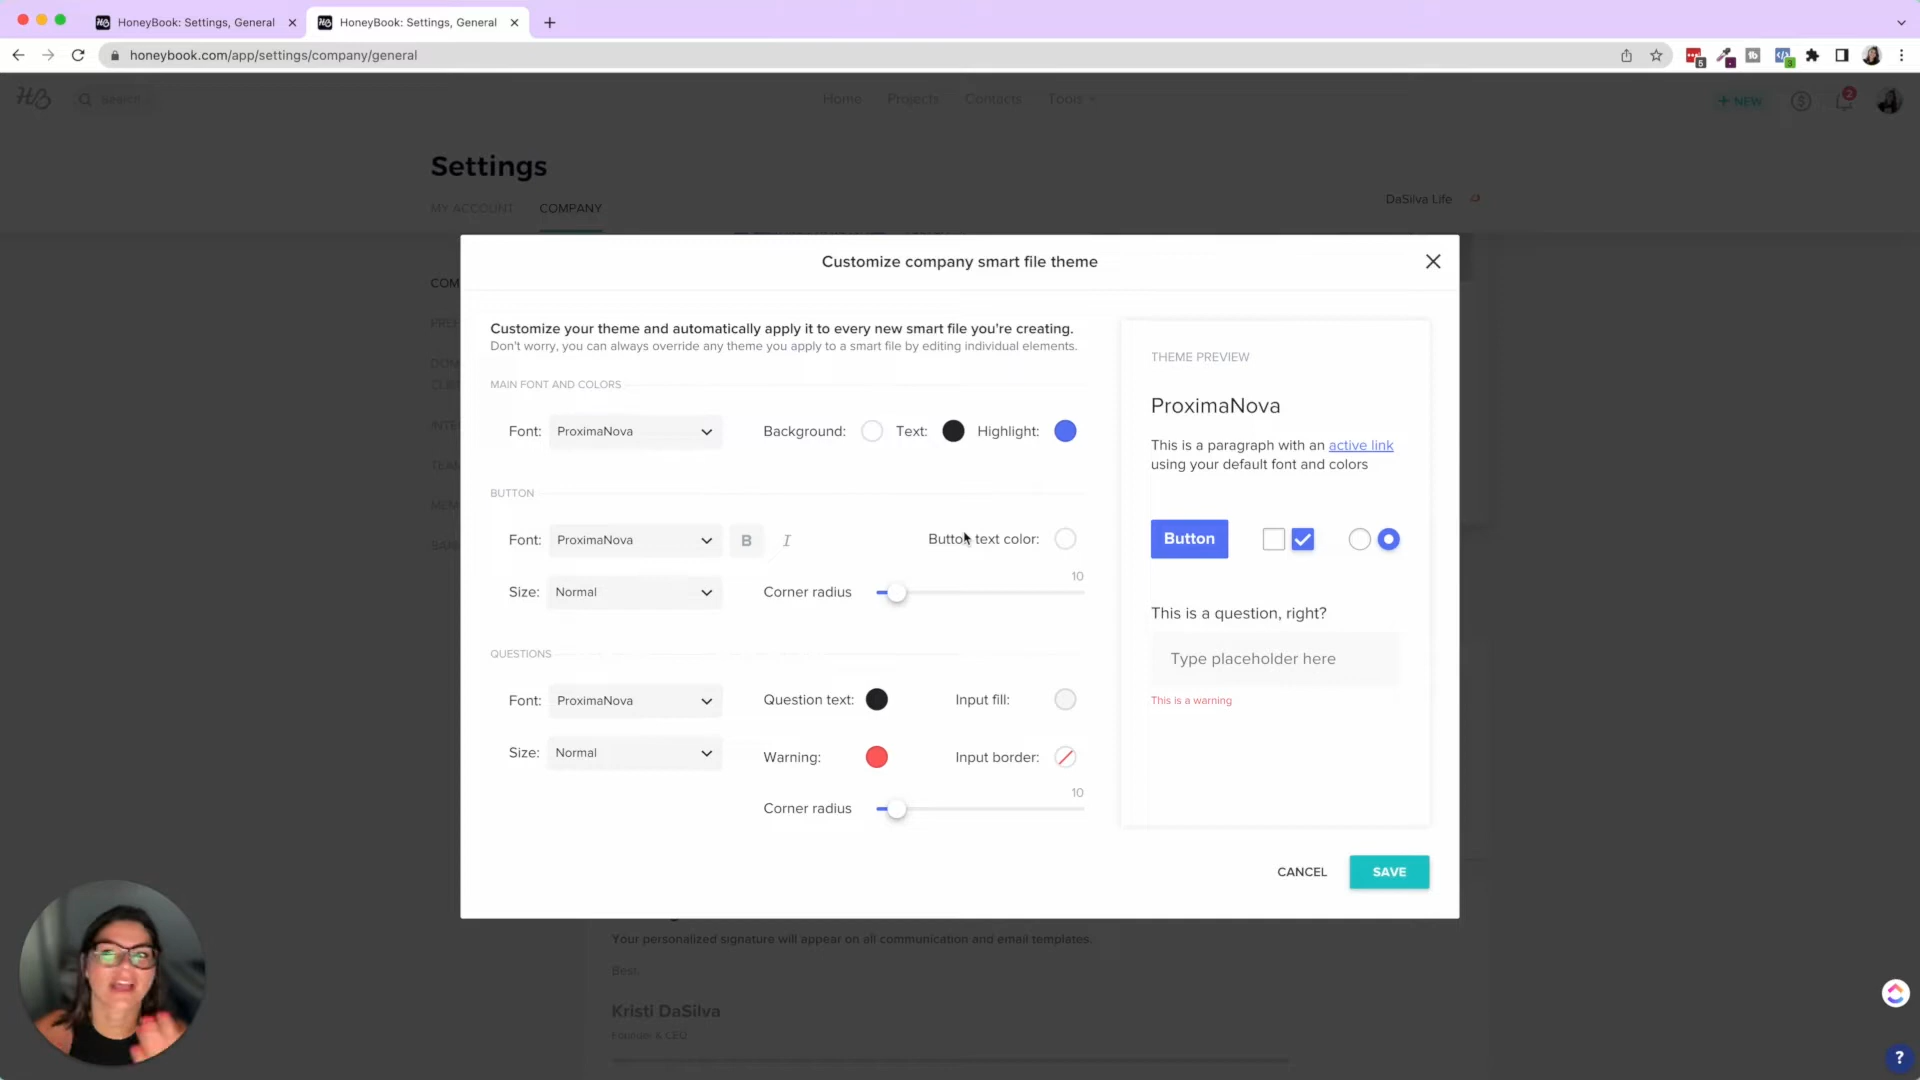 HoneyBook: Settings, General
HoneyBook: Settings, General
honeybook.com/app/settings/company/general
5
3
Search
Home
Projects
Contacts
Tools
+ NEW
2
Settings
MY ACCOUNT
COMPANY
DaSilva Life
COM
Customize company smart file theme
Customize your theme and automatically apply it to every new smart file you're creating.
Don't worry, you can always override any theme you apply to a smart file by editing individual elements.
MAIN FONT AND COLORS
Font: ProximaNova
Background:
Text:
Highlight:
BUTTON
Font: ProximaNova
B
I
Button text color:
Size: Normal
Corner radius
10
QUESTIONS
Font: ProximaNova
Question text:
Input fill:
Size: Normal
Warning:
Input border:
Corner radius
10
THEME PREVIEW
ProximaNova
This is a paragraph with an active link
using your default font and colors
Button
This is a question, right?
Type placeholder here
This is a warning
CANCEL
SAVE
Your personalized signature will appear on all communication and email templates.
Best,
Kristi DaSilva
Founder & CEO
?